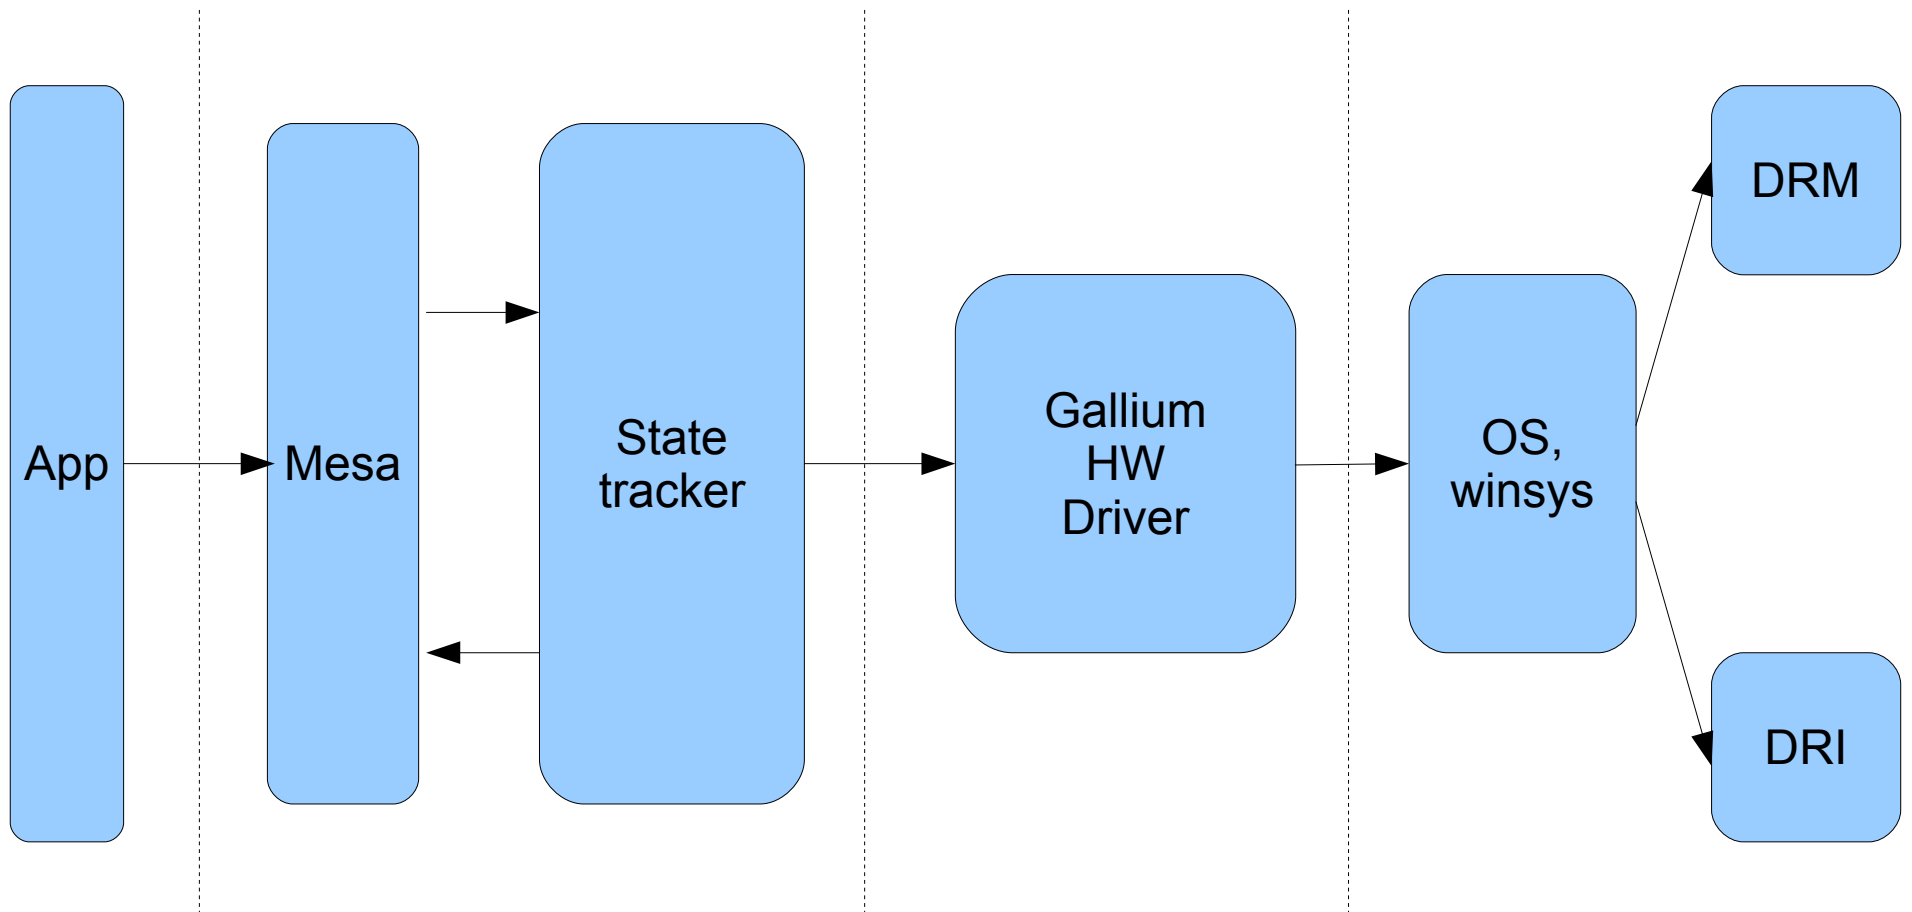 App
Mesa
State
tracker
Gallium
HW
Driver
OS,
winsys
DRM
DRI